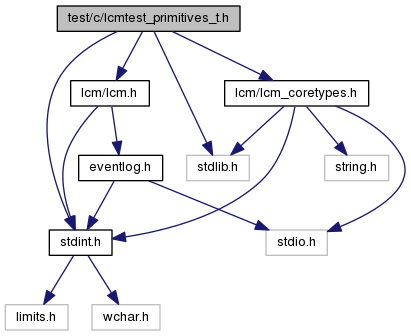 test/c/lcmtest_primitives_t.h
lcm/lcm.h
lcm/lcm_coretypes.h
eventlog.h
stdlib.h
string.h
stdint.h
stdio.h
limits.h
wchar.h